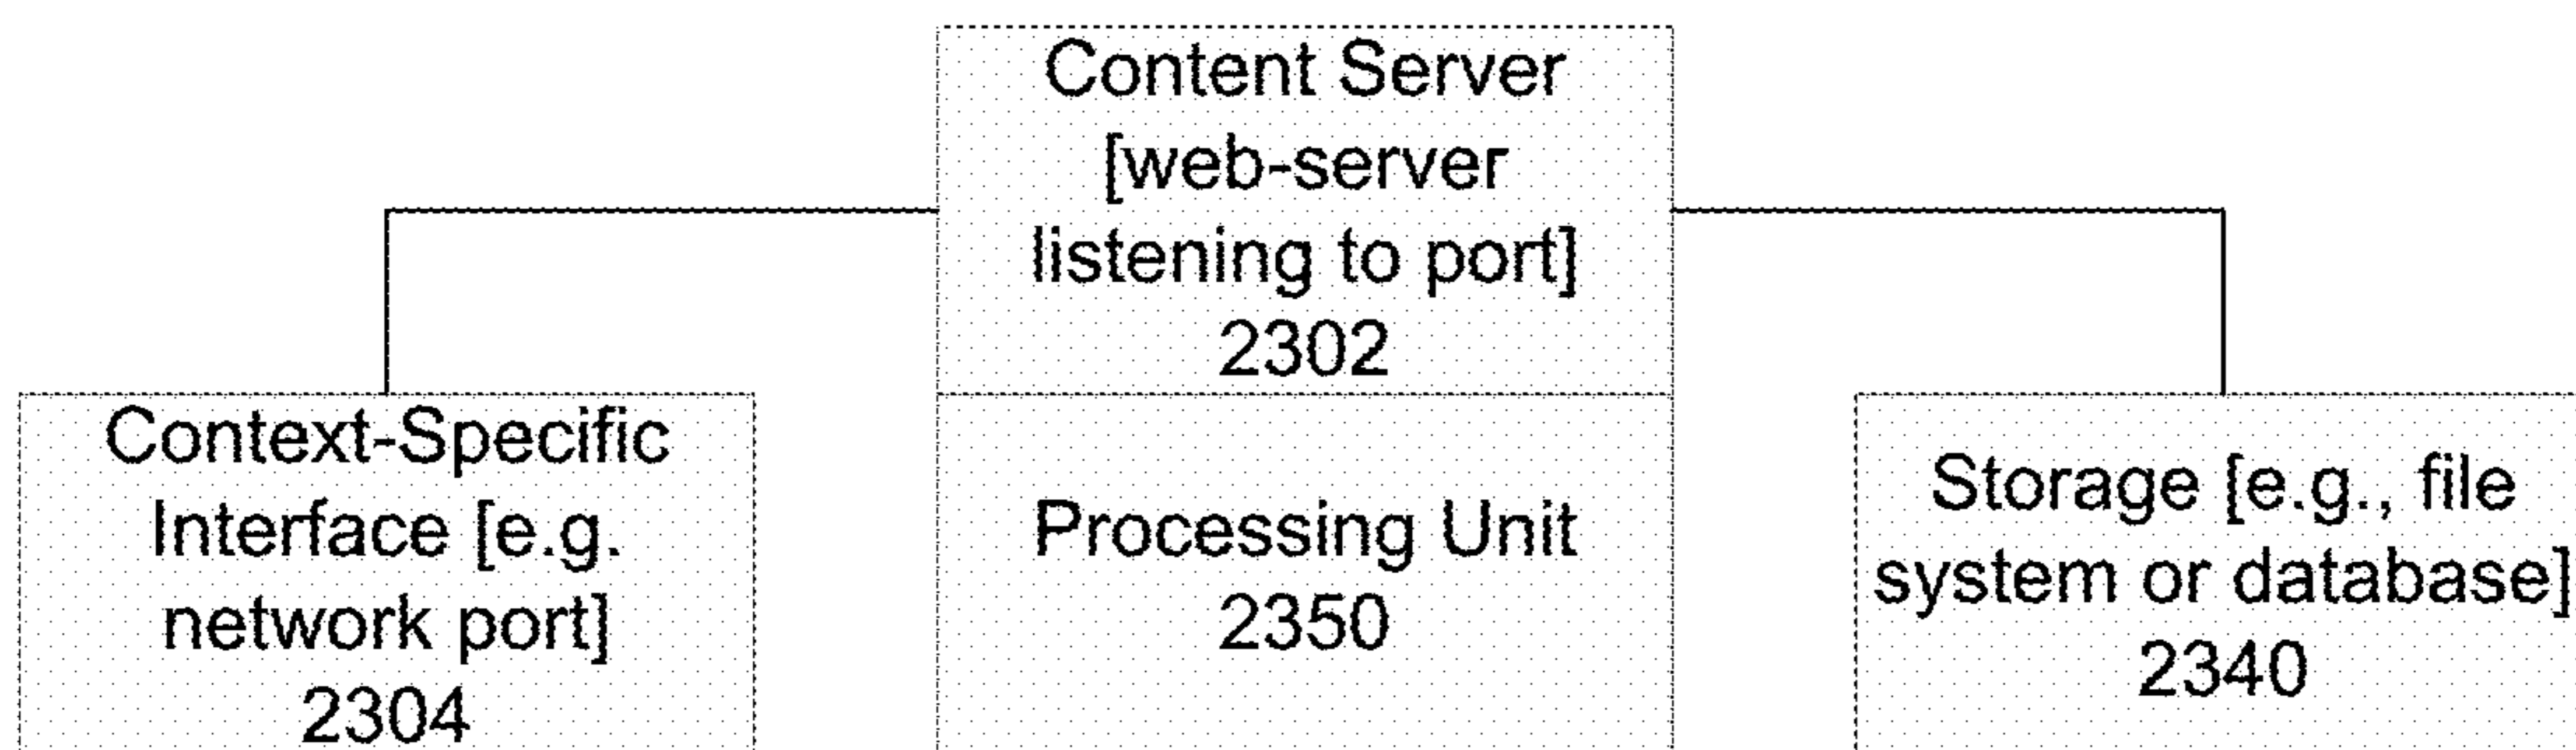 Content Server
[web-server
listening to port]
2302
Context-Specific
Interface [e.g.
network port]
2304
Processing Unit
2350
Storage [e.g., file
system or database]
2340